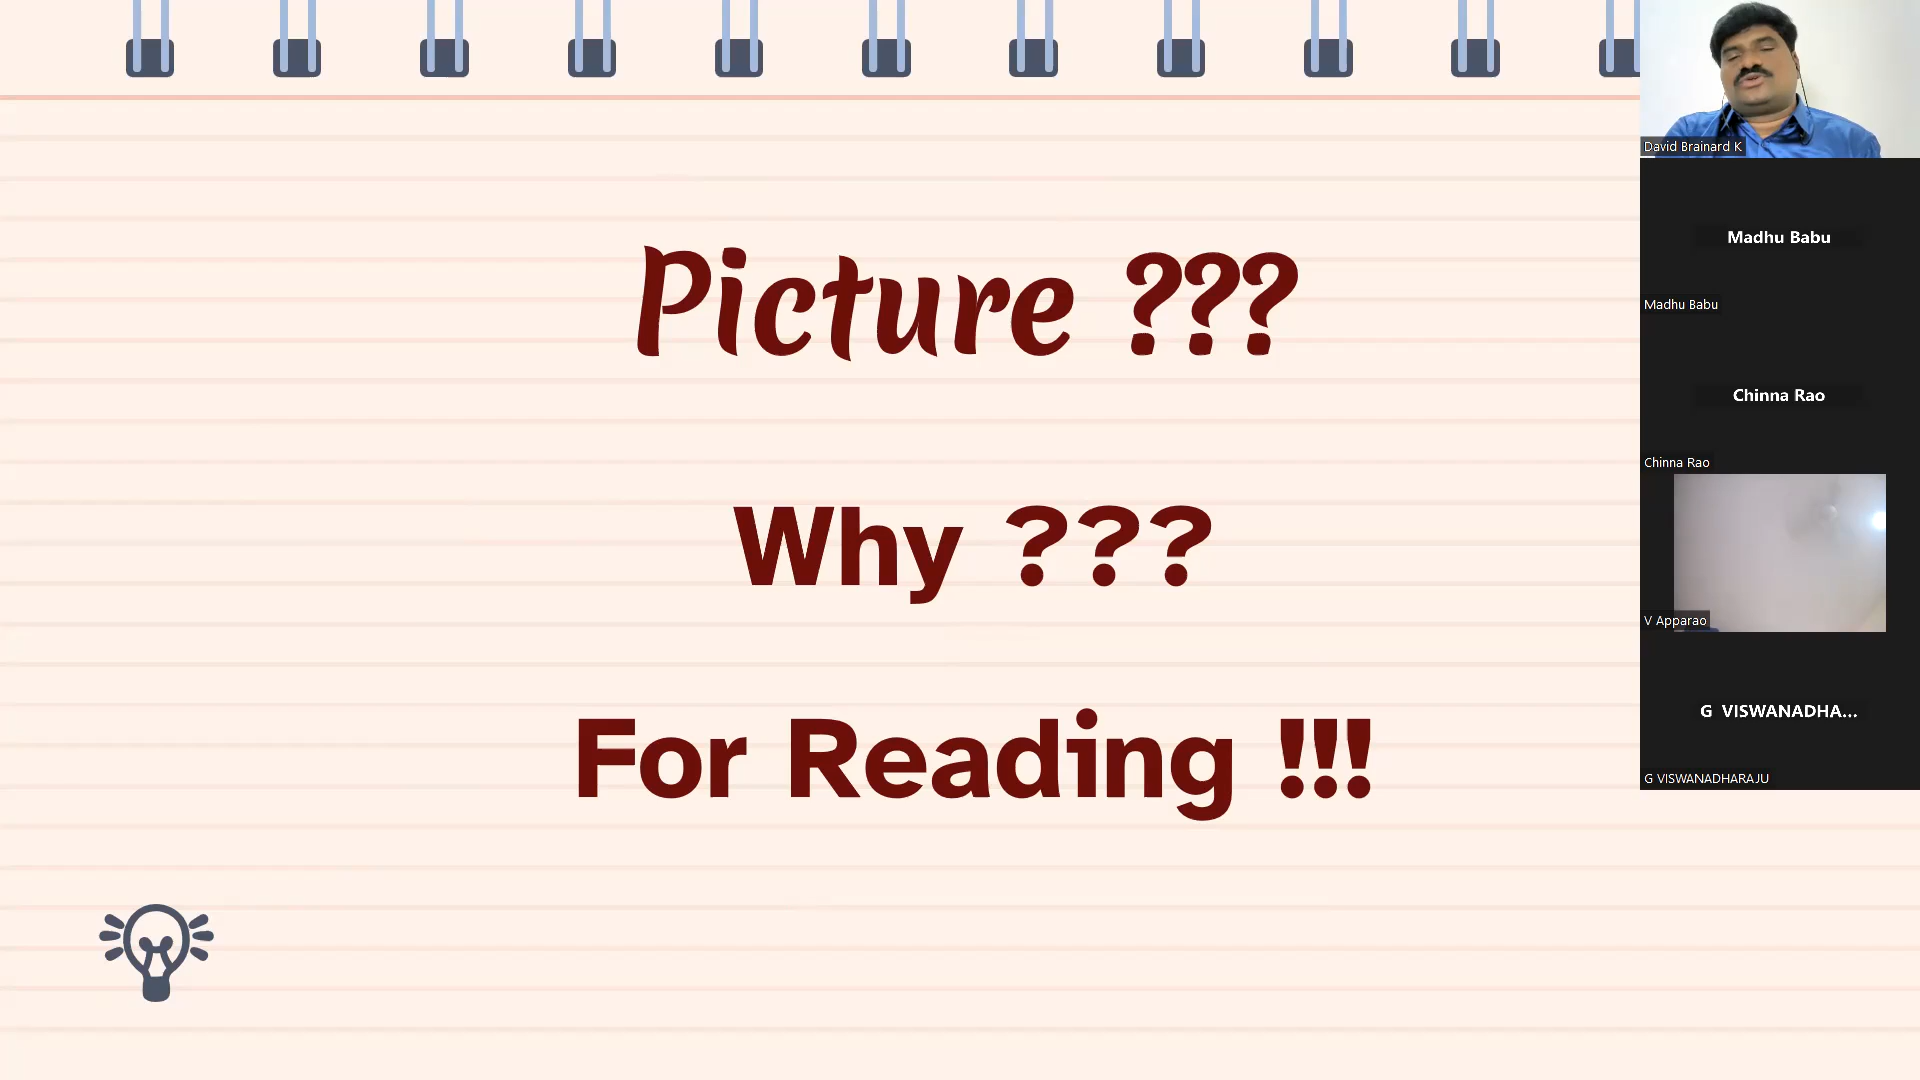 Picture ???
Why ???
For Reading !!!
David Brainard K
Madhu Babu
Madhu Babu
Chinna Rao
Chinna Rao
V Apparao
G VISWANADHA...
G VISWANADHARAJU